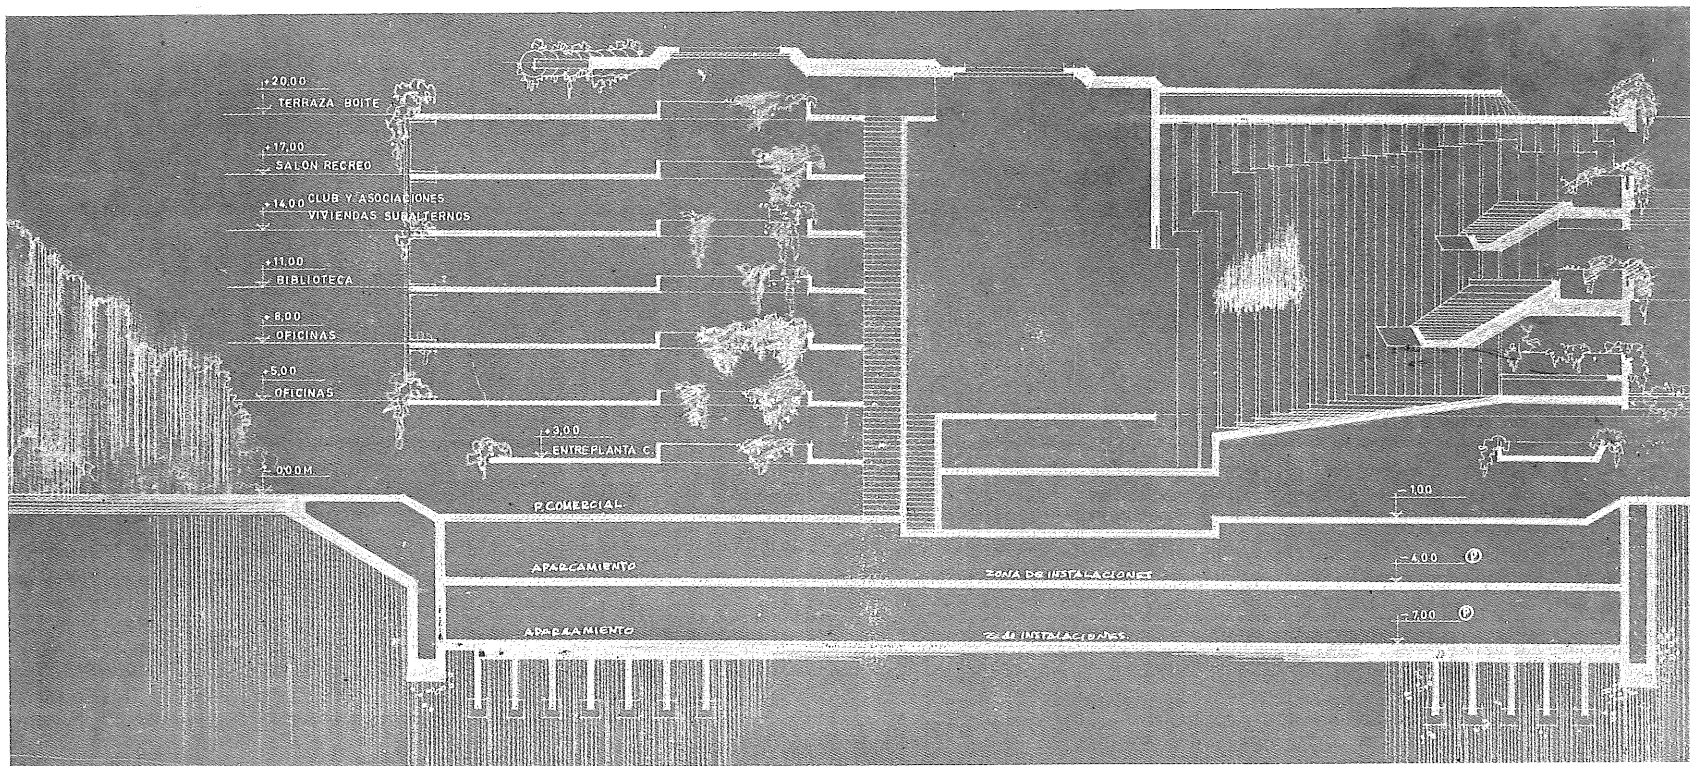 +20,00
TERRAZA BOITE
+17,00
SALON RECREO
+14,00 CLUB Y ASOCIACIONES
VIVIENDAS SUBALTERNOS
+11,00
BIBLIOTECA
+8,00
OFICINAS
+5,00
OFICINAS
+3,00
ENTREPLANTA C.
0,00 M.
P. COMERCIAL.
-1,00
APARCAMIENTO
ZONA DE INSTALACIONES
-4,00 P
APARCAMIENTO
Z. de INSTALACIONES
-7,00 P